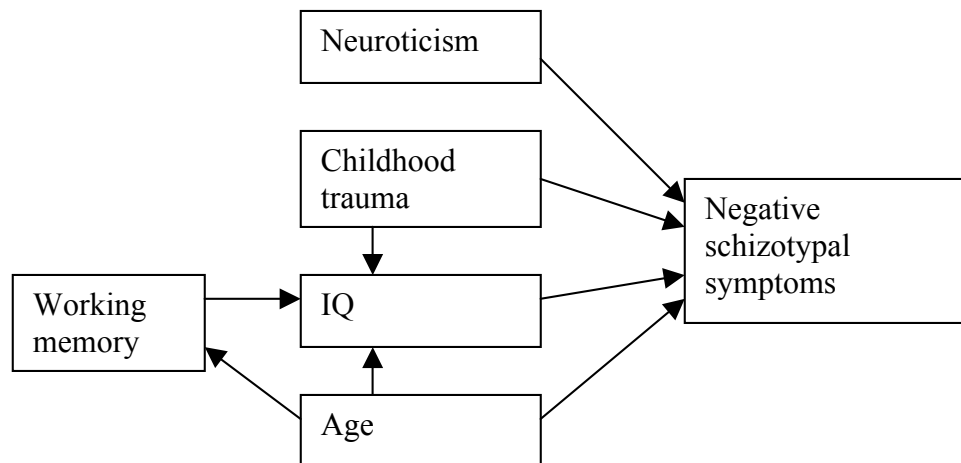 Neuroticism
Childhood
trauma
Negative
schizotypal
symptoms
Working
memory
IQ
Age